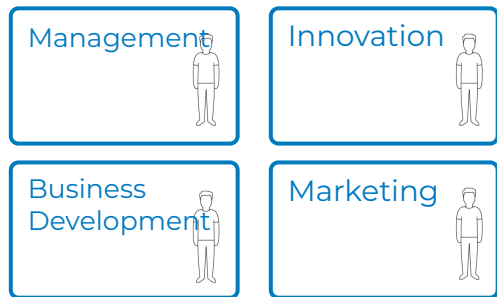 Management
Innovation
Business
Development
Marketing